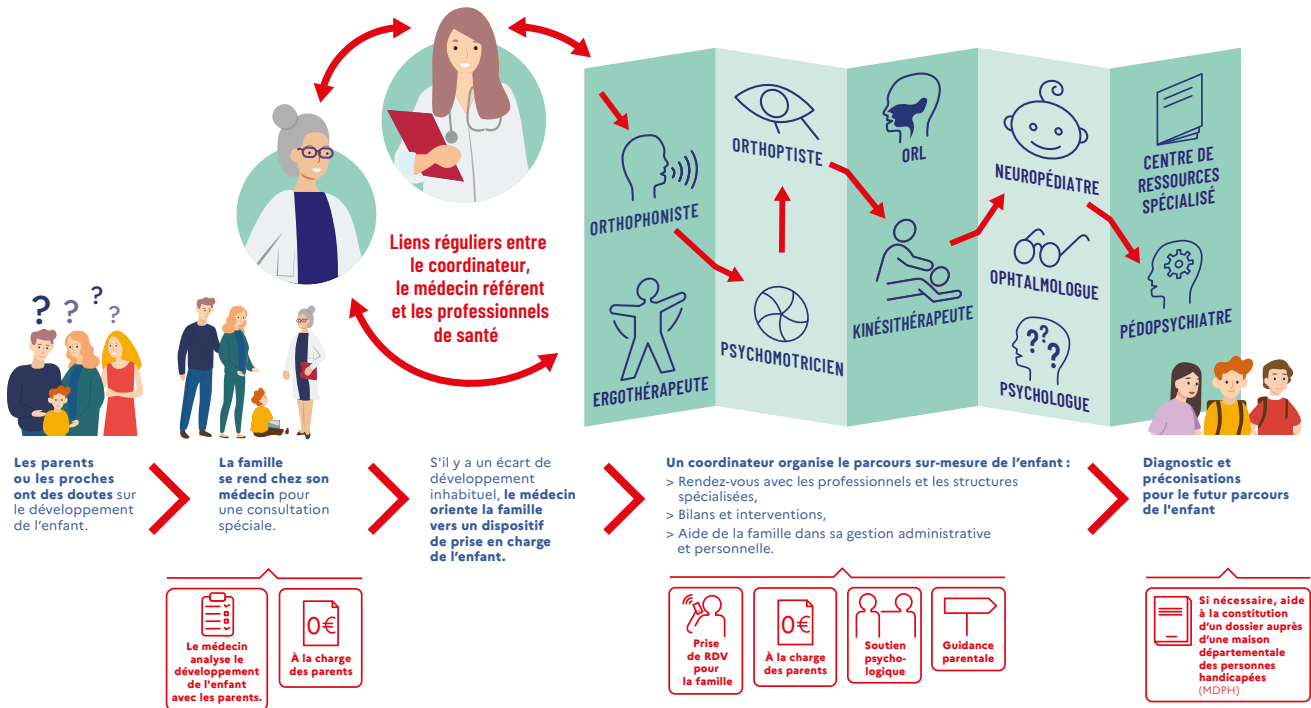 Liens réguliers entre
le coordinateur,
le médecin référent
et les professionnels
de santé
ORTHOPHONISTE
ERGOTHÉRAPEUTE
ORTHOPTISTE
PSYCHOMOTRICIEN
ORL
KINÉSITHÉRAPEUTE
NEUROPÉDIATRE
OPHTALMOLOGUE
???
PSYCHOLOGUE
CENTRE DE
RESSOURCES
SPÉCIALISÉ
PÉDOPSYCHIATRE
? ? ? ?
Les parents
ou les proches
ont des doutes sur
le développement
de l'enfant.
La famille
se rend chez son
médecin pour
une consultation
spéciale.
S'il y a un écart de
développement
inhabituel, le médecin
oriente la famille
vers un dispositif
de prise en charge
de l'enfant.
Un coordinateur organise le parcours sur-mesure de l'enfant :
> Rendez-vous avec les professionnels et les structures
spécialisées,
> Bilans et interventions,
> Aide de la famille dans sa gestion administrative
et personnelle.
Diagnostic et
préconisations
pour le futur parcours
de l'enfant
Le médecin
analyse le
développement
de l'enfant
avec les parents.
0€
À la charge
des parents
Prise
de RDV
pour
la famille
0€
À la charge
des parents
Soutien
psycho-
logique
Guidance
parentale
Si nécessaire, aide
à la constitution
d'un dossier auprès
d'une maison
départementale
des personnes
handicapées
(MDPH)